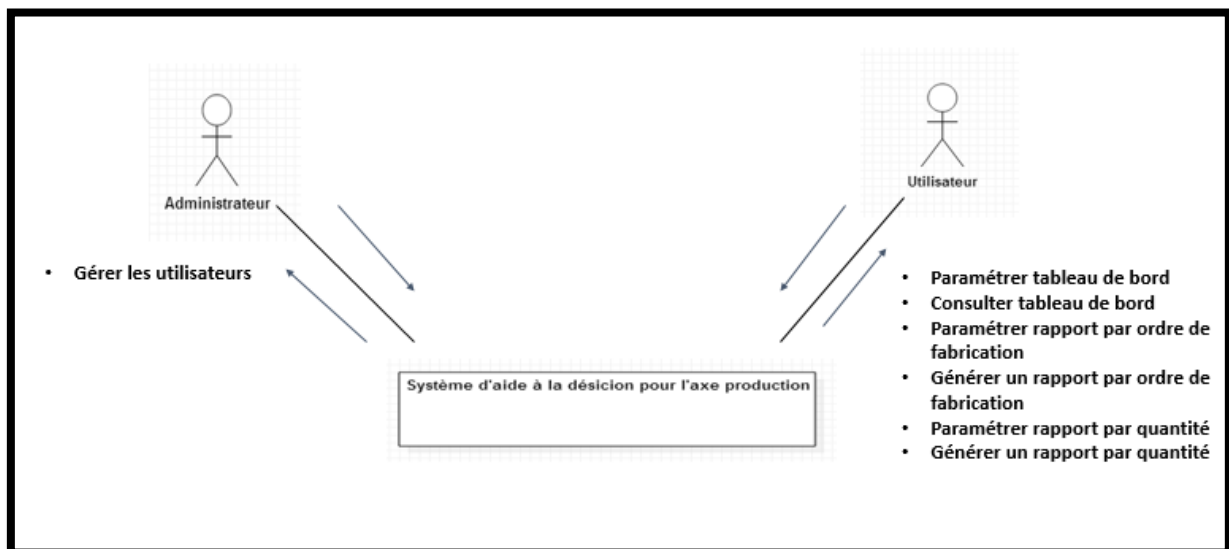 Administrateur
Utilisateur
• Gérer les utilisateurs
• Paramétrer tableau de bord
• Consulter tableau de bord
• Paramétrer rapport par ordre de
fabrication
• Générer un rapport par ordre de
fabrication
• Paramétrer rapport par quantité
• Générer un rapport par quantité
Système d'aide à la désicion pour l'axe production